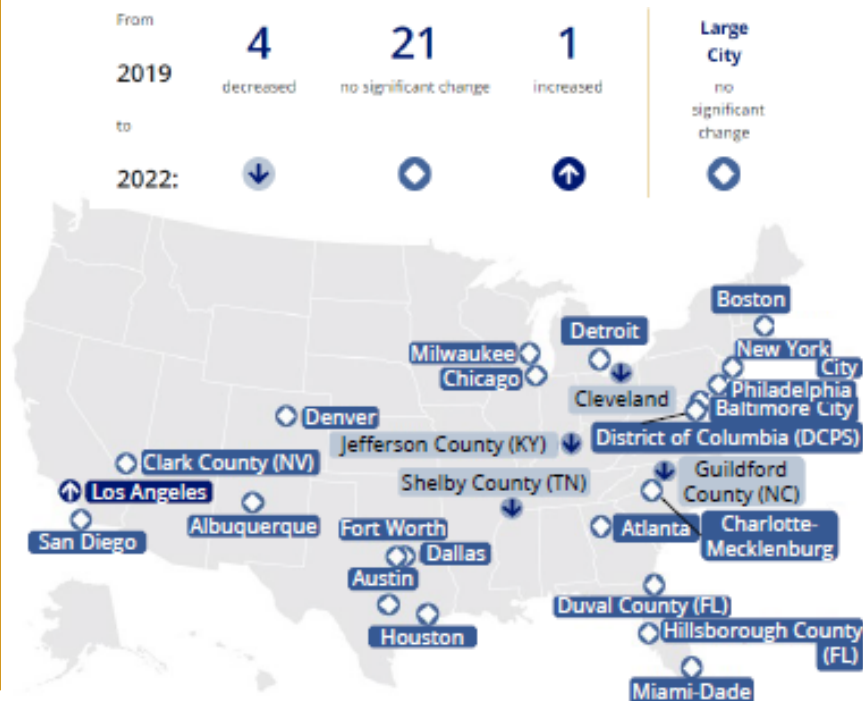 From
2019
to
2022:
4
decreased
21
no significant change
1
increased
Large
City
no
significant
change
Boston
Detroit
Milwaukee
New York
City
Chicago
Philadelphia
Cleveland
Baltimore City
Denver
Jefferson County (KY)
District of Columbia (DCPS)
Clark County (NV)
Guildford
County (NC)
Shelby County (TN)
Los Angeles
Albuquerque
Fort Worth
Atlanta
Charlotte-
Mecklenburg
San Diego
Dallas
Austin
Duval County (FL)
Houston
Hillsborough County
(FL)
Miami-Dade